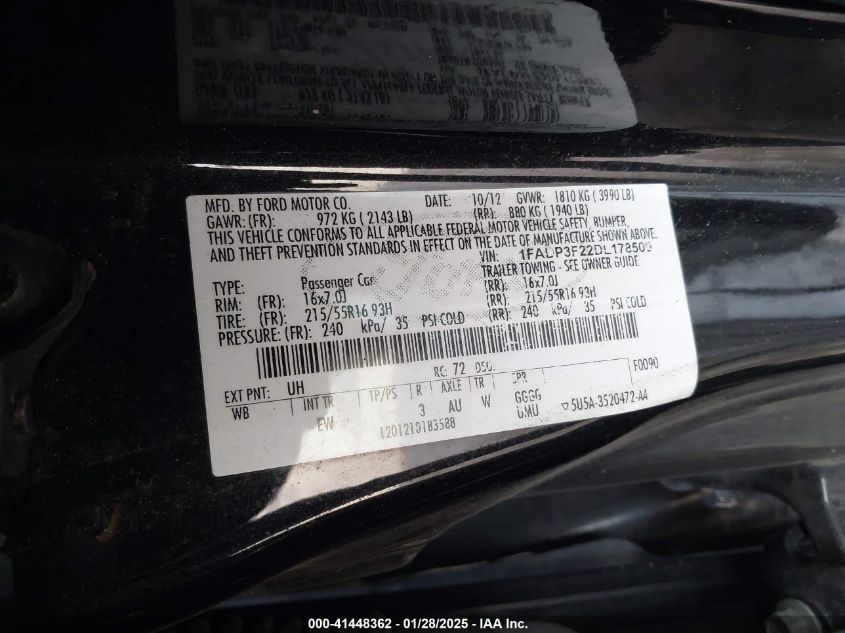 MFD. BY FORD MOTOR CO. DATE: 10/12 GVWR: 1810 KG ( 3990 LB)
GAWR: (FR): 972 KG ( 2143 LB) (RR): 880 KG ( 1940 LB)
THIS VEHICLE CONFORMS TO ALL APPLICABLE FEDERAL MOTOR VEHICLE SAFETY, BUMPER,
AND THEFT PREVENTION STANDARDS IN EFFECT ON THE DATE OF MANUFACTURE SHOWN ABOVE.
VIN: 1FALP3F22DL178509
TYPE: Passenger Car TRAILER TOWING - SEE OWNER GUIDE
RIM: (FR): 16x7.0J (RR): 16x7.0J
TIRE: (FR): 215/55R16 93H (RR): 215/55R16 93H
PRESSURE: (FR): 240 kPa/ 35 PSI COLD (RR): 240 kPa/ 35 PSI COLD
RC: 72 DSO: F0090
EXT PNT: UH
WB INT TR TP/PS R AXLE TR SPR
EW 3 AU W GGGG
UMU 5U5A-3520472-AA
000-41448362 - 01/28/2025 - IAA Inc.